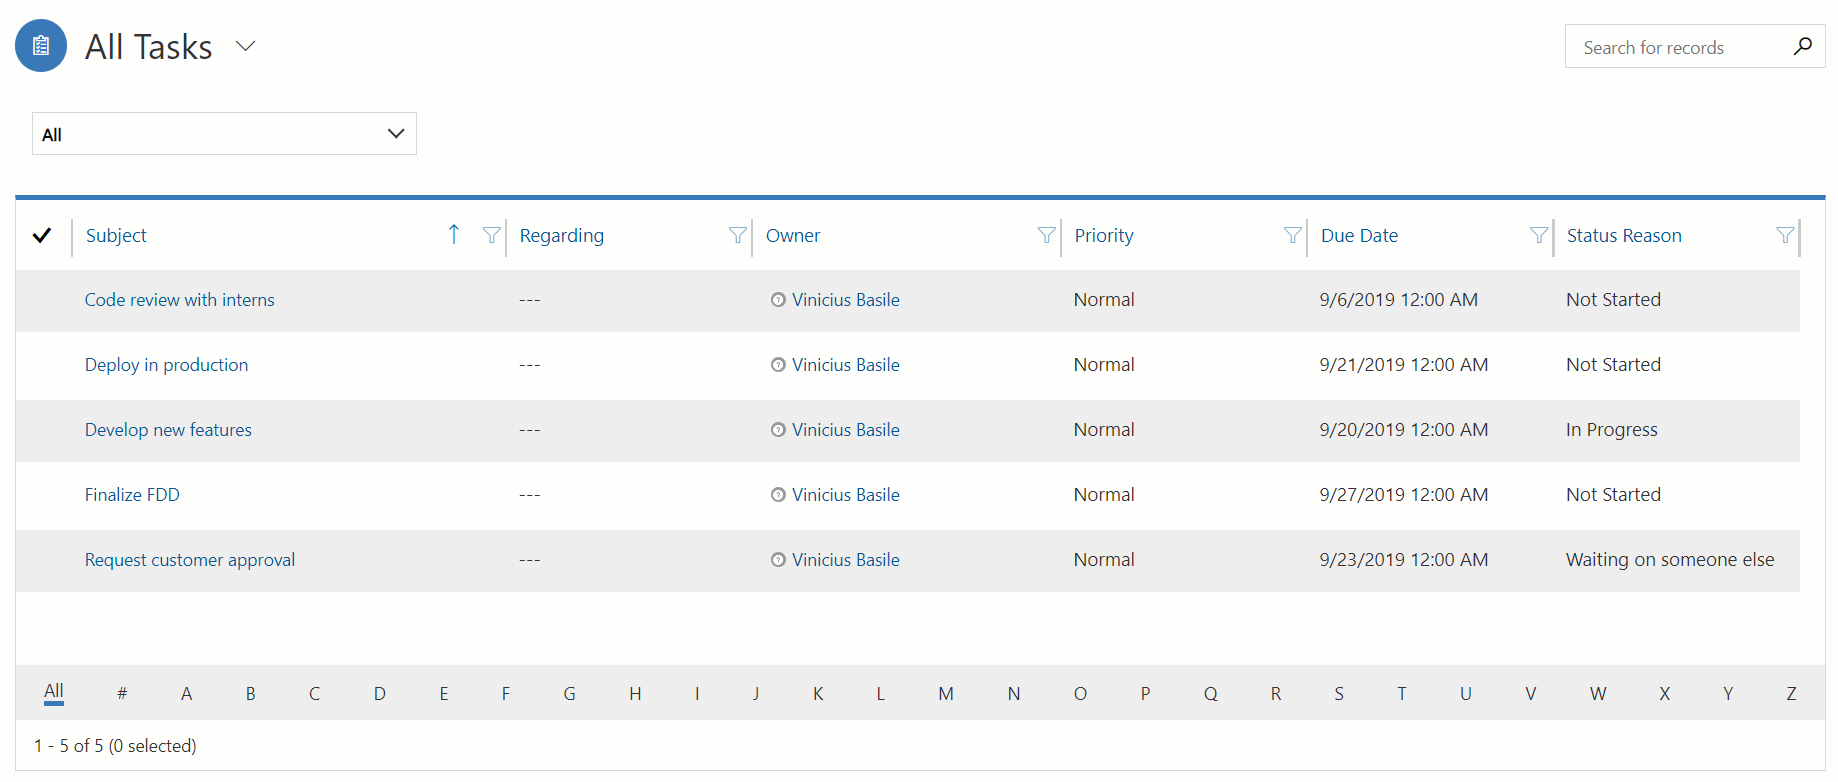 All Tasks
Search for records
All
Subject Regarding Owner Priority Due Date Status Reason
Code review with interns --- Vinicius Basile Normal 9/6/2019 12:00 AM Not Started
Deploy in production --- Vinicius Basile Normal 9/21/2019 12:00 AM Not Started
Develop new features --- Vinicius Basile Normal 9/20/2019 12:00 AM In Progress
Finalize FDD --- Vinicius Basile Normal 9/27/2019 12:00 AM Not Started
Request customer approval --- Vinicius Basile Normal 9/23/2019 12:00 AM Waiting on someone else
All # A B C D E F G H I J K L M N O P Q R S T U V W X Y Z
1 - 5 of 5 (0 selected)